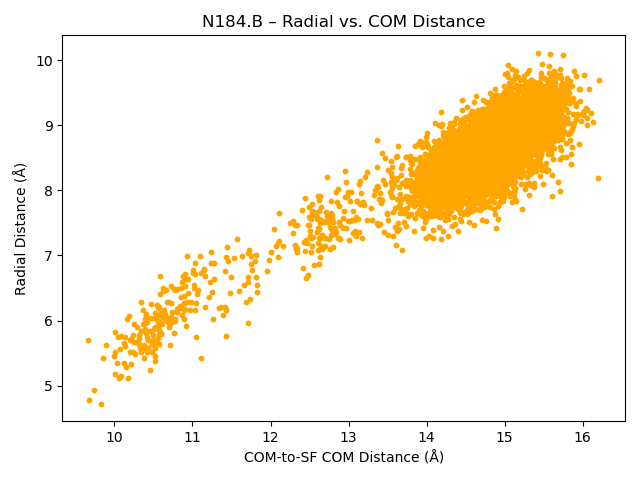 N184.B – Radial vs. COM Distance
Radial Distance (Å)
10
9
8
7
6
5
10 11 12 13 14 15 16
COM-to-SF COM Distance (Å)